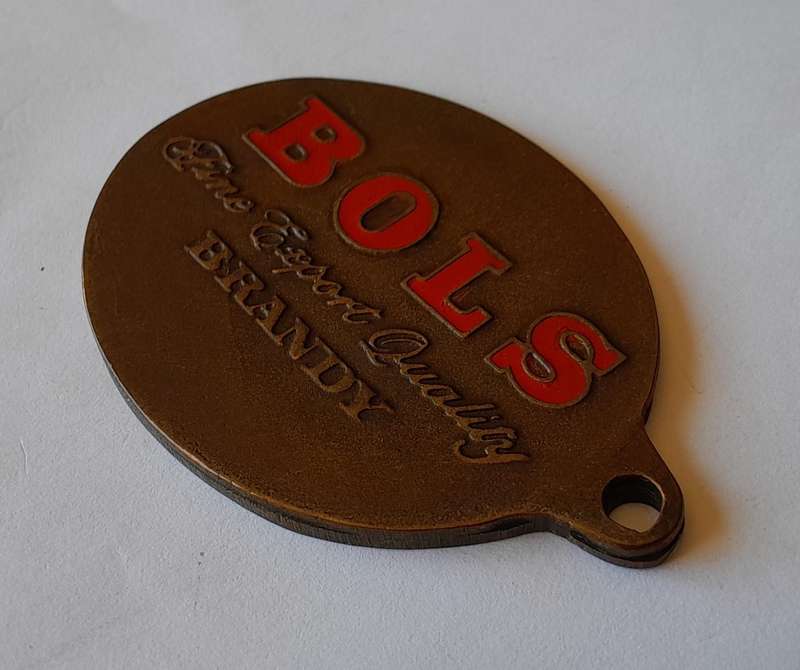 BOLS
Fine Export Quality
BRANDY